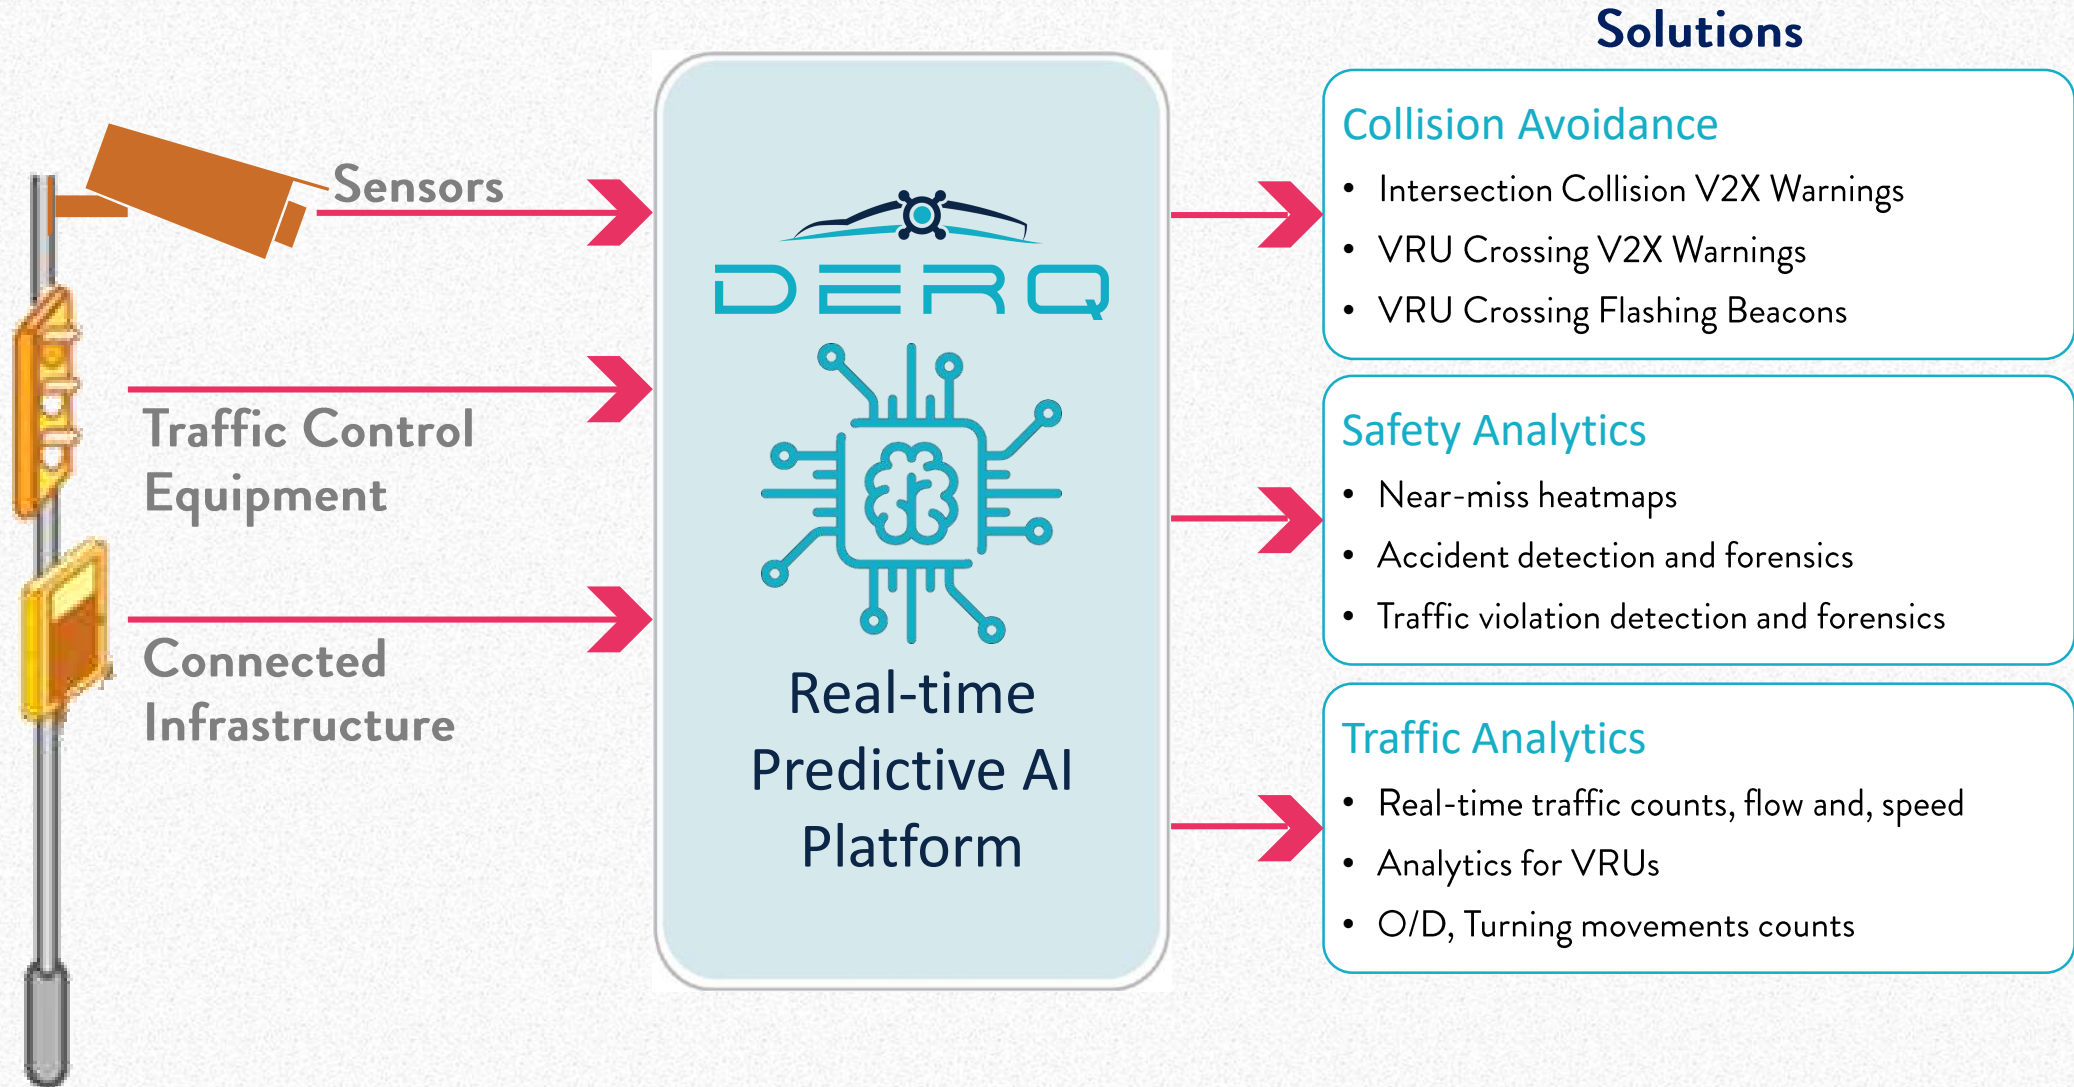 Solutions
Sensors
Traffic Control
Equipment
Connected
Infrastructure
DERQ
Real-time
Predictive AI
Platform
Collision Avoidance
• Intersection Collision V2X Warnings
• VRU Crossing V2X Warnings
• VRU Crossing Flashing Beacons
Safety Analytics
• Near-miss heatmaps
• Accident detection and forensics
• Traffic violation detection and forensics
Traffic Analytics
• Real-time traffic counts, flow and, speed
• Analytics for VRUs
• O/D, Turning movements counts